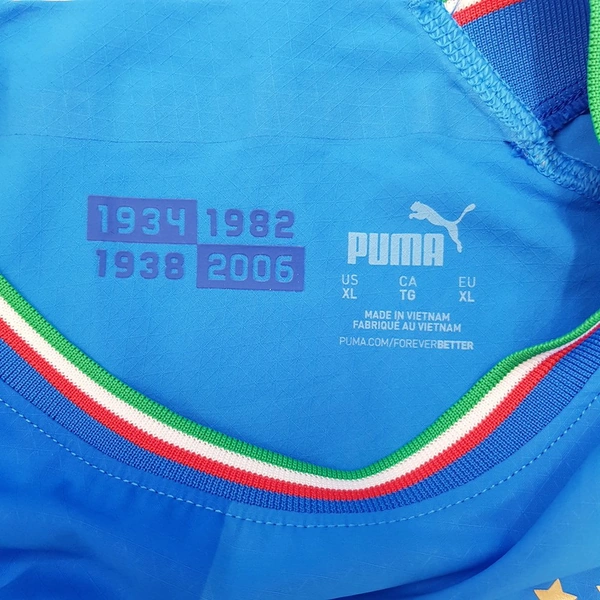 1934 1982
1938 2006
PUMA
US CA EU
XL TG XL
MADE IN VIETNAM
FABRIQUÉ AU VIETNAM
PUMA.COM/FOREVERBETTER